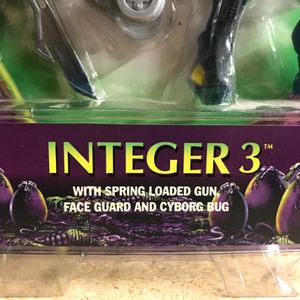 INTEGER 3™
WITH SPRING LOADED GUN,
FACE GUARD AND CYBORG BUG